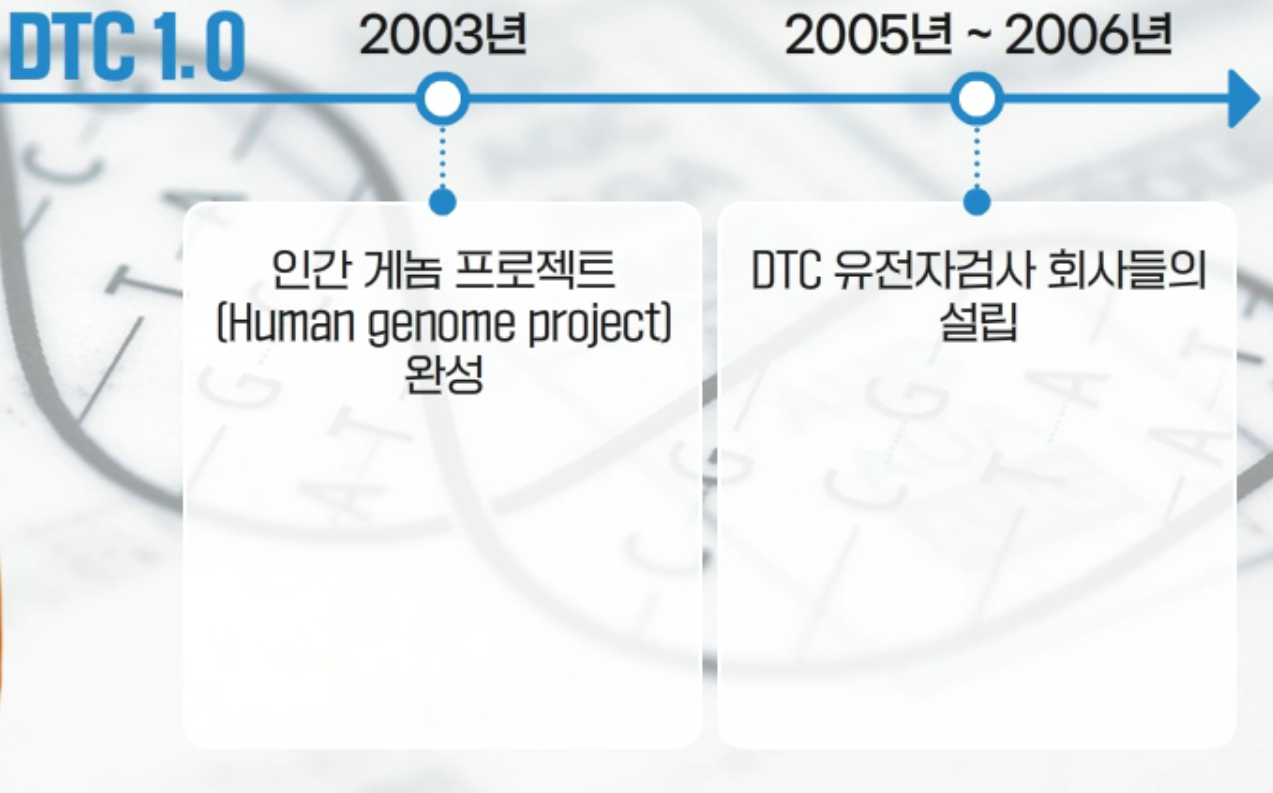 DTC 1.0
2003년
2005년 ~ 2006년
인간 게놈 프로젝트
(Human genome project)
완성
DTC 유전자검사 회사들의
설립